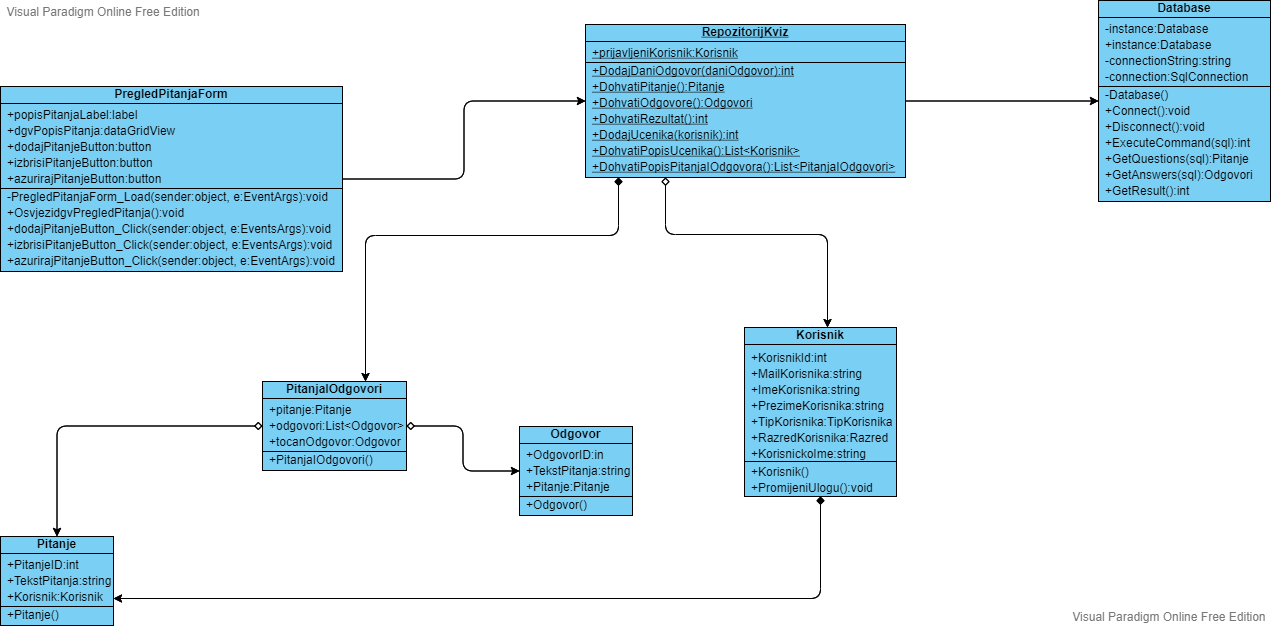 Visual Paradigm Online Free Edition
PregledPitanjaForm
+popisPitanjaLabel:label
+dgvPopisPitanja:dataGridView
+dodajPitanjeButton:button
+izbrisiPitanjeButton:button
+azurirajPitanjeButton:button
-PregledPitanjaForm_Load(sender:object, e:EventArgs):void
+OsvjezidgvPregledPitanja():void
+dodajPitanjeButton_Click(sender:object, e:EventsArgs):void
+izbrisiPitanjeButton_Click(sender:object, e:EventsArgs):void
+azurirajPitanjeButton_Click(sender:object, e:EventArgs):void
RepozitorijKviz
+prijavljeniKorisnik:Korisnik
+DodajDaniOdgovor(daniOdgovor):int
+DohvatiPitanje():Pitanje
+DohvatiOdgovore():Odgovori
+DohvatiRezultat():int
+DodajUcenika(korisnik):int
+DohvatiPopisUcenika():List<Korisnik>
+DohvatiPopisPitanjaIOdgovora():List<PitanjaIOdgovori>
Database
-instance:Database
+instance:Database
-connectionString:string
-connection:SqlConnection
-Database()
+Connect():void
+Disconnect():void
+ExecuteCommand(sql):int
+GetQuestions(sql):Pitanje
+GetAnswers(sql):Odgovori
+GetResult():int
PitanjaIOdgovori
+pitanje:Pitanje
+odgovori:List<Odgovor>
+tocanOdgovor:Odgovor
+PitanjaIOdgovori()
Odgovor
+OdgovorID:in
+TekstPitanja:string
+Pitanje:Pitanje
+Odgovor()
Korisnik
+KorisnikId:int
+MailKorisnika:string
+ImeKorisnika:string
+PrezimeKorisnika:string
+TipKorisnika:TipKorisnika
+RazredKorisnika:Razred
+KorisnickoIme:string
+Korisnik()
+PromijeniUlogu():void
Pitanje
+PitanjeID:int
+TekstPitanja:string
+Korisnik:Korisnik
+Pitanje()
Visual Paradigm Online Free Edition